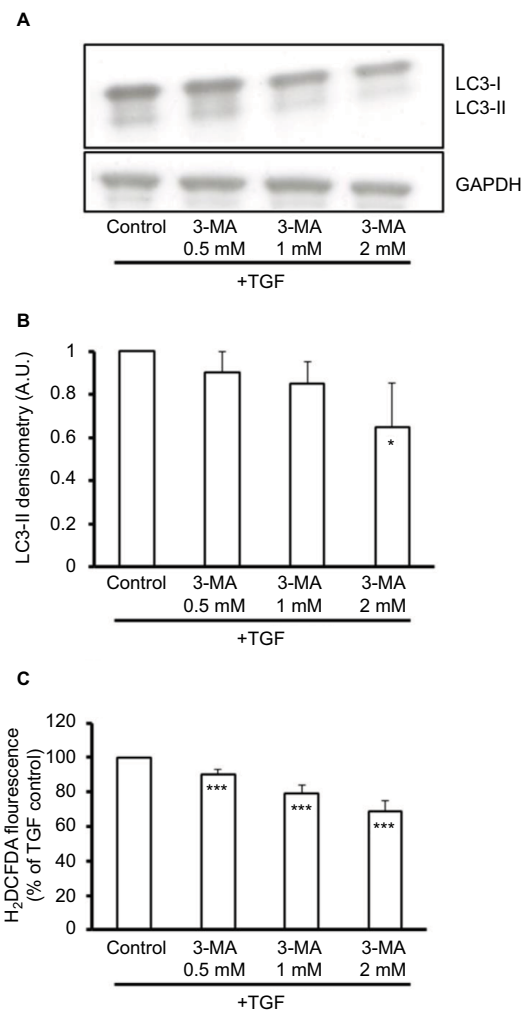 A
LC3-I
LC3-II
GAPDH
Control 3-MA 3-MA 3-MA
0.5 mM 1 mM 2 mM
+TGF
B
LC3-II densiometry (A.U.)
1
0.8
0.6
0.4
0.2
0
*
Control 3-MA 3-MA 3-MA
0.5 mM 1 mM 2 mM
+TGF
C
H₂DCFDA flourescence
(% of TGF control)
120
100
80
60
40
20
0
***
***
***
Control 3-MA 3-MA 3-MA
0.5 mM 1 mM 2 mM
+TGF